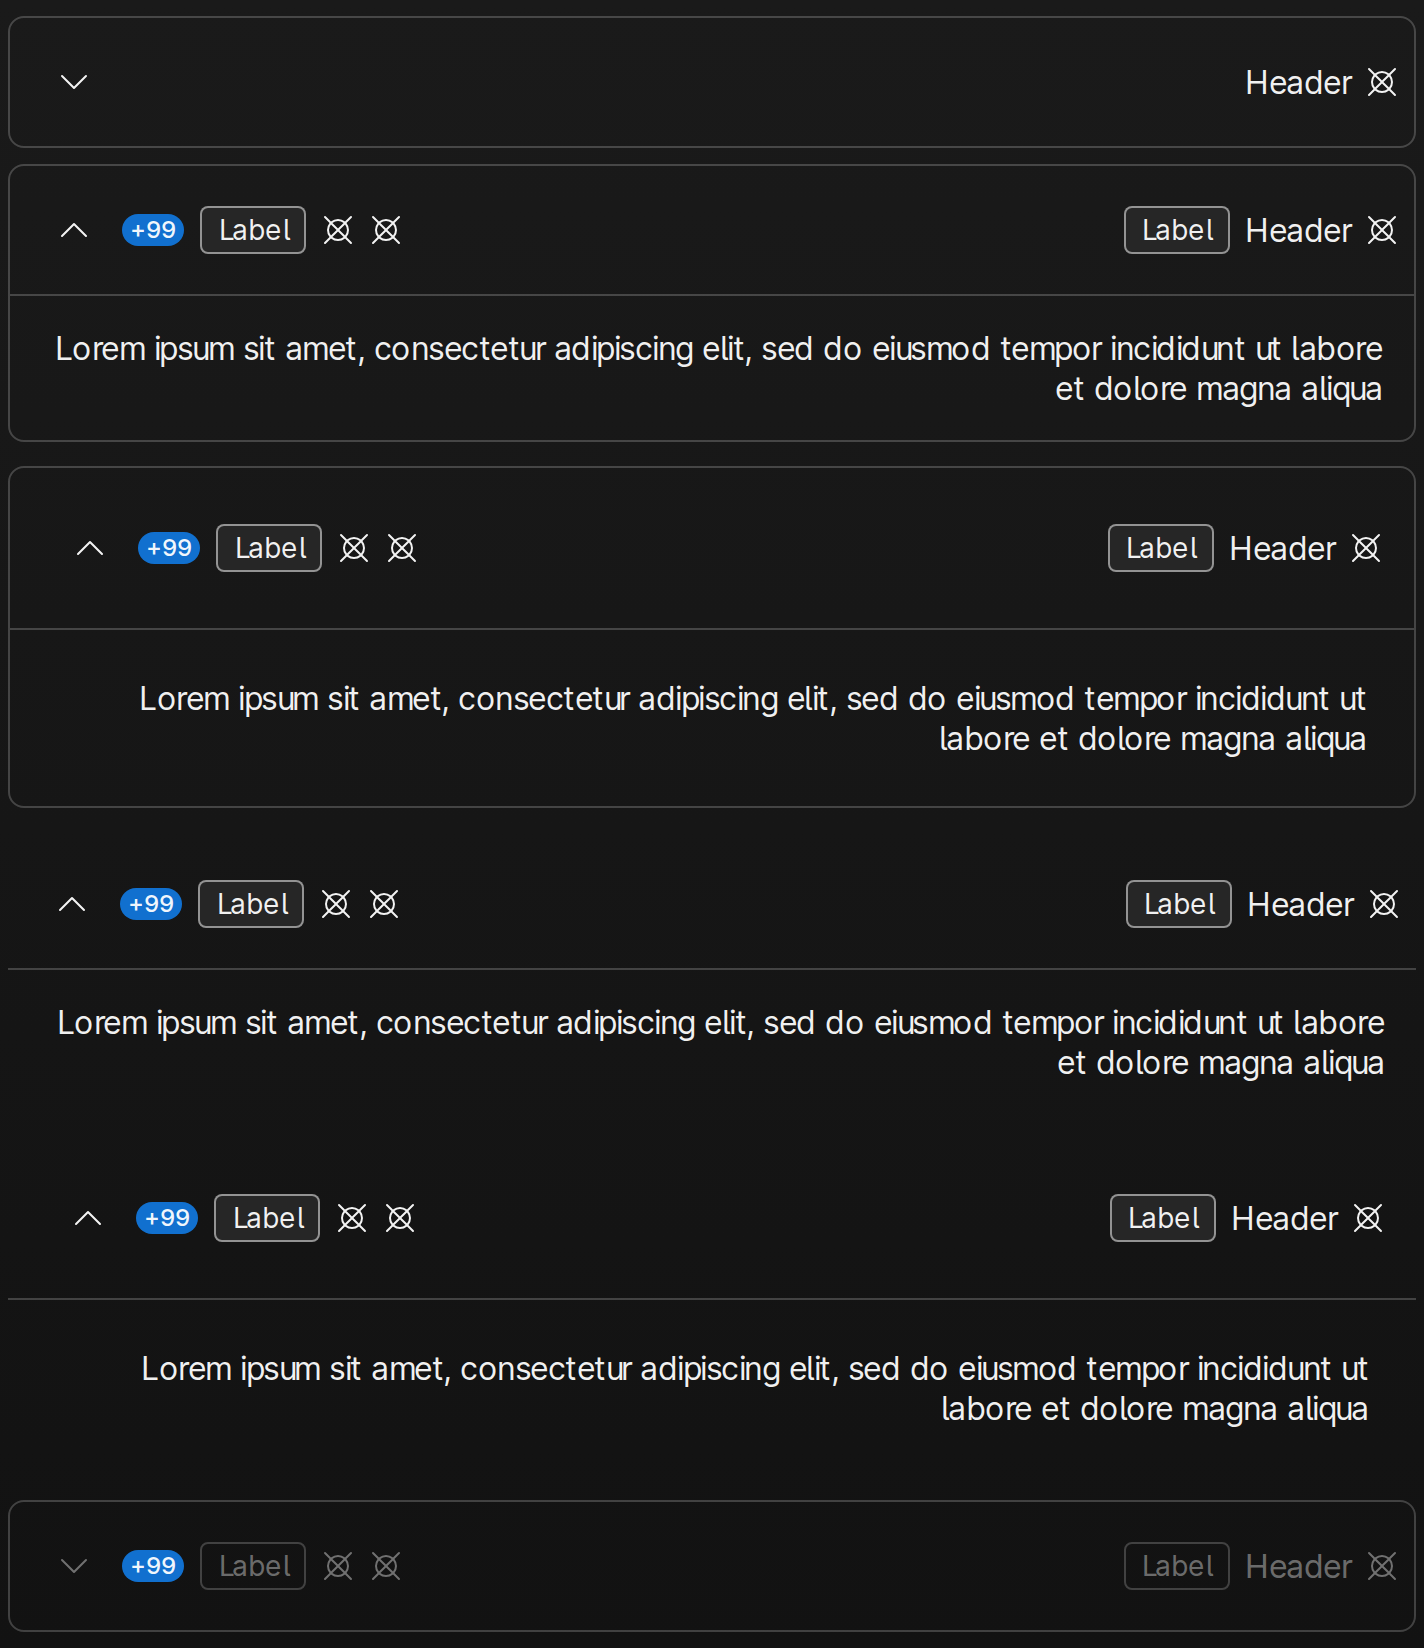 Header
+99 Label Label Header
Lorem ipsum sit amet, consectetur adipiscing elit, sed do eiusmod tempor incididunt ut labore
et dolore magna aliqua
+99 Label Label Header
Lorem ipsum sit amet, consectetur adipiscing elit, sed do eiusmod tempor incididunt ut
labore et dolore magna aliqua
+99 Label Label Header
Lorem ipsum sit amet, consectetur adipiscing elit, sed do eiusmod tempor incididunt ut labore
et dolore magna aliqua
+99 Label Label Header
Lorem ipsum sit amet, consectetur adipiscing elit, sed do eiusmod tempor incididunt ut
labore et dolore magna aliqua
+99 Label Label Header